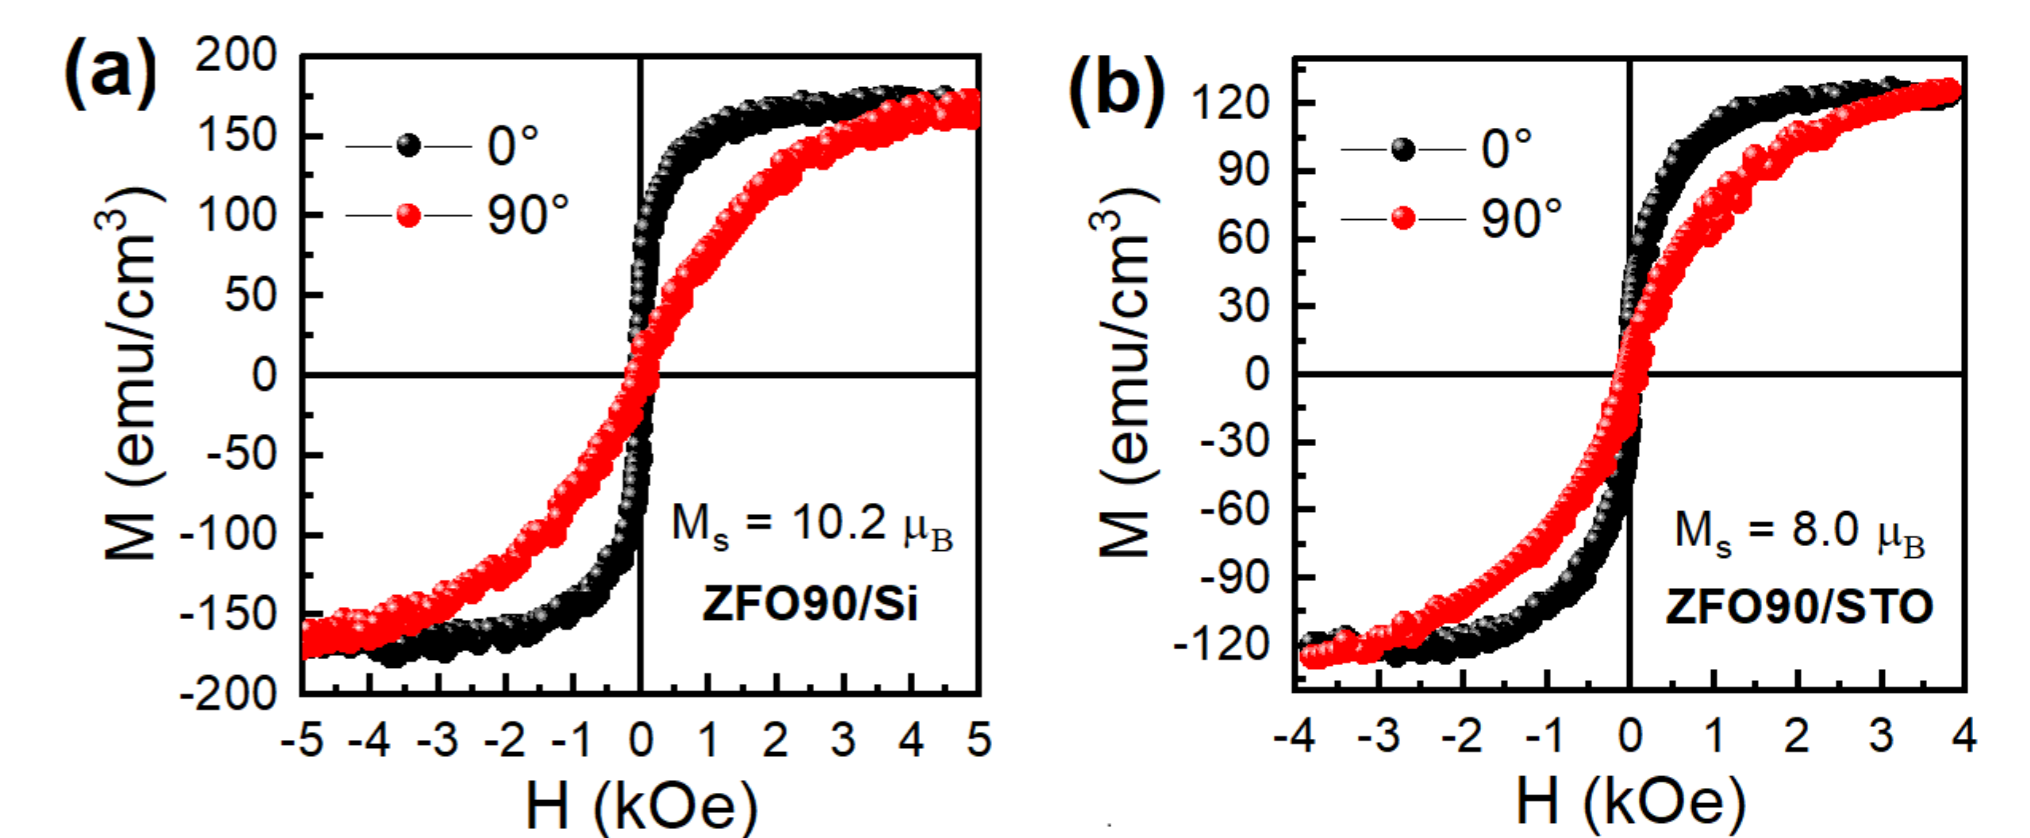 (a)
M (emu/cm³)
200
150
100
50
0
-50
-100
-150
-200
0°
90°
Mₛ = 10.2 μB
ZFO90/Si
-5 -4 -3 -2 -1 0 1 2 3 4 5
H (kOe)
(b)
M (emu/cm³)
120
90
60
30
0
-30
-60
-90
-120
0°
90°
Mₛ = 8.0 μB
ZFO90/STO
-4 -3 -2 -1 0 1 2 3 4
H (kOe)